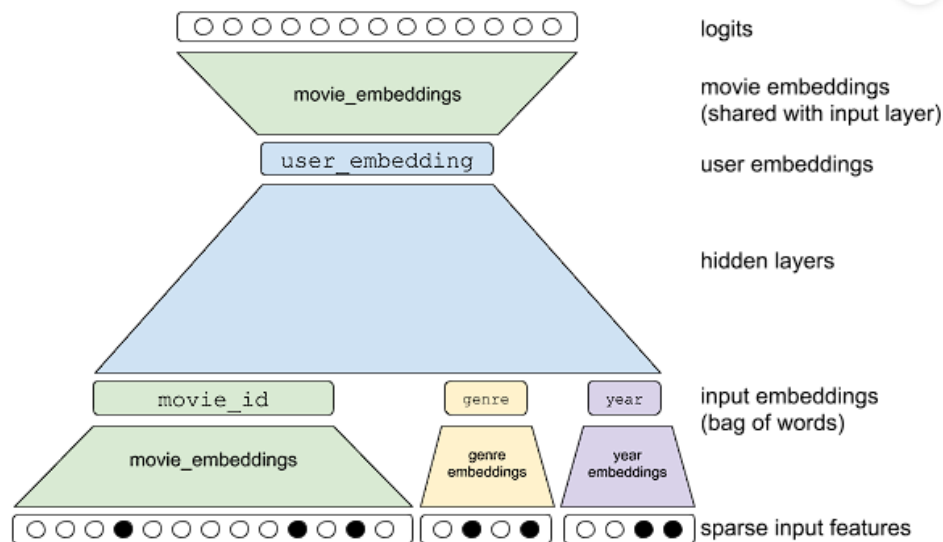 logits
movie_embeddings
movie embeddings
(shared with input layer)
user_embedding
user embeddings
hidden layers
movie_id
genre
year
input embeddings
(bag of words)
movie_embeddings
genre
embeddings
year
embeddings
sparse input features